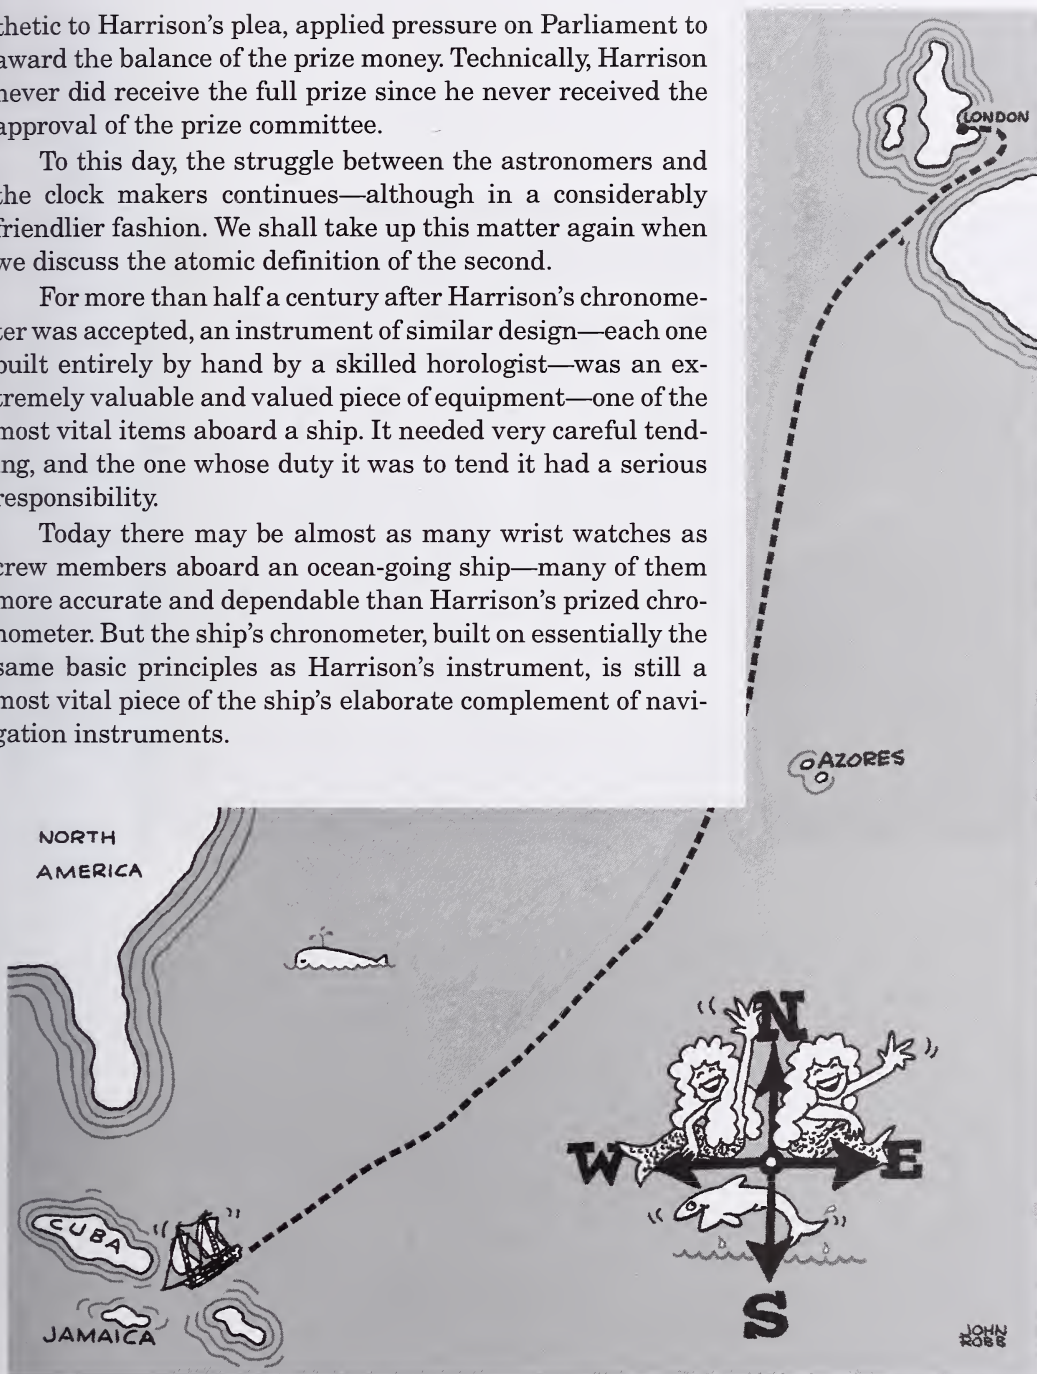 thetic to Harrison's plea, applied pressure on Parliament to
award the balance of the prize money. Technically, Harrison
never did receive the full prize since he never received the
approval of the prize committee.
To this day, the struggle between the astronomers and
the clock makers continues—although in a considerably
friendlier fashion. We shall take up this matter again when
we discuss the atomic definition of the second.
For more than half a century after Harrison's chronome-
ter was accepted, an instrument of similar design—each one
built entirely by hand by a skilled horologist—was an ex-
tremely valuable and valued piece of equipment—one of the
most vital items aboard a ship. It needed very careful tend-
ing, and the one whose duty it was to tend it had a serious
responsibility.
Today there may be almost as many wrist watches as
crew members aboard an ocean-going ship—many of them
more accurate and dependable than Harrison's prized chro-
nometer. But the ship's chronometer, built on essentially the
same basic principles as Harrison's instrument, is still a
most vital piece of the ship's elaborate complement of navi-
gation instruments.
LONDON
AZORES
NORTH
AMERICA
N
W
E
S
CUBA
JAMAICA
JOHN
ROBB